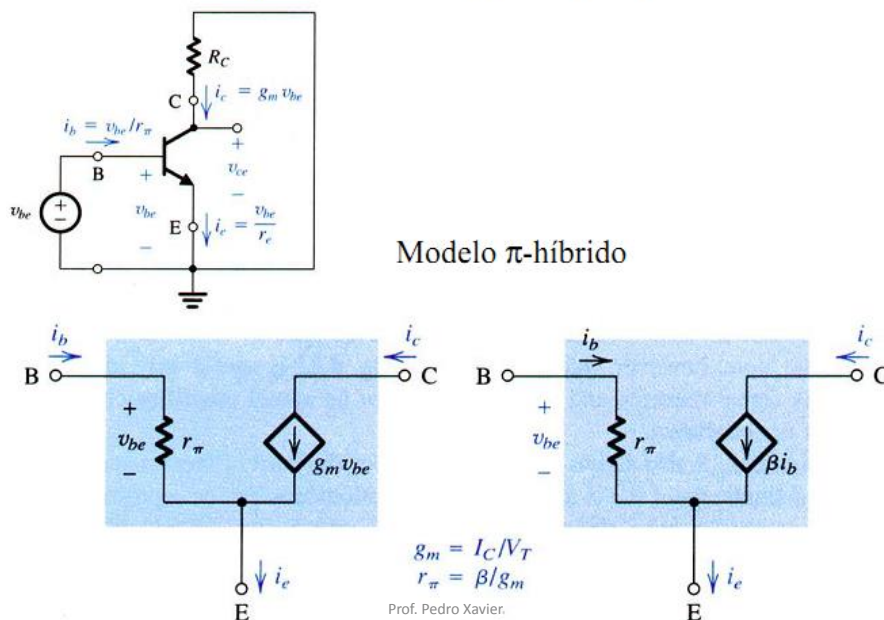 R_C
C
i_c = g_m v_be
i_b = v_be/r_π
B
+
v_ce
−
+
v_be
−
+
−
v_be
E
i_e = v_be/r_e
Modelo π-híbrido
i_b
i_c
B
C
+
v_be
−
r_π
g_m v_be
i_e
E
i_b
i_c
B
C
+
v_be
−
r_π
βi_b
g_m = I_C/V_T
r_π = β/g_m
i_e
E
Prof. Pedro Xavier